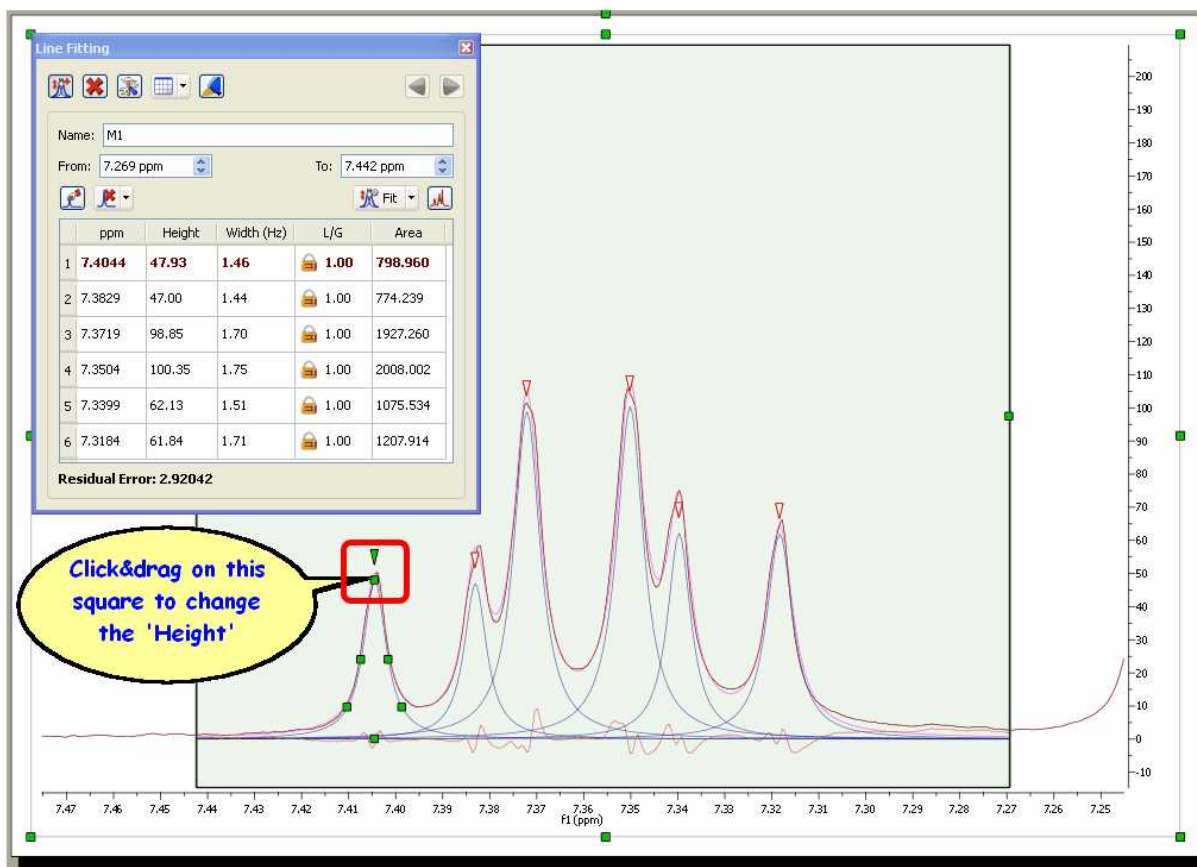 Line Fitting
Name: M1
From: 7.269 ppm To: 7.442 ppm
Fit
ppm Height Width (Hz) L/G Area
1 7.4044 47.93 1.46 1.00 798.960
2 7.3829 47.00 1.44 1.00 774.239
3 7.3719 98.85 1.70 1.00 1927.260
4 7.3504 100.35 1.75 1.00 2008.002
5 7.3399 62.13 1.51 1.00 1075.534
6 7.3184 61.84 1.71 1.00 1207.914
Residual Error: 2.92042
Click&drag on this
square to change
the 'Height'
200
190
180
170
160
150
140
130
120
110
100
90
80
70
60
50
40
30
20
10
0
-10
7.47 7.46 7.45 7.44 7.43 7.42 7.41 7.40 7.39 7.38 7.37 7.36 7.35 7.34 7.33 7.32 7.31 7.30 7.29 7.28 7.27 7.26 7.25
f1 (ppm)